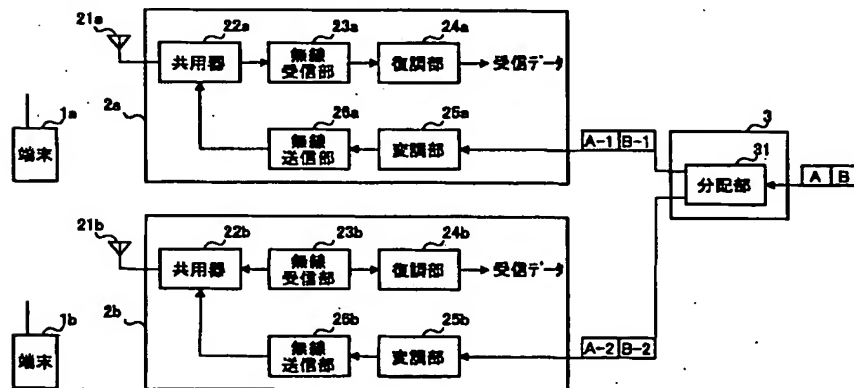 21a
22a
23a
24a
共用器
無線
受信部
復調部
受信データ
1a
端末
2a
26a
25a
無線
送信部
変調部
A-1 B-1
3
31
分配部
A B
21b
22b
23b
24b
共用器
無線
受信部
復調部
受信データ
1b
端末
2b
26b
25b
無線
送信部
変調部
A-2 B-2